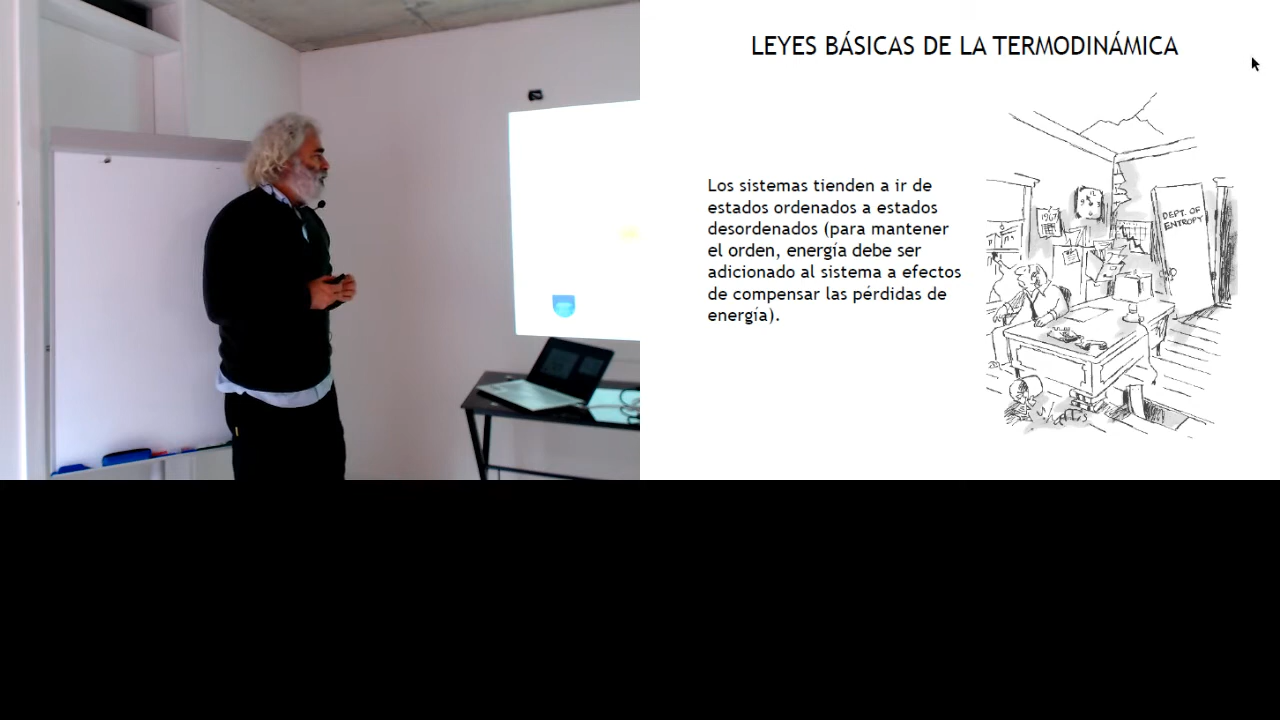 LEYES BÁSICAS DE LA TERMODINÁMICA
Los sistemas tienden a ir de
estados ordenados a estados
desordenados (para mantener
el orden, energía debe ser
adicionado al sistema a efectos
de compensar las pérdidas de
energía).
DEPT. OF
ENTROPY
1967